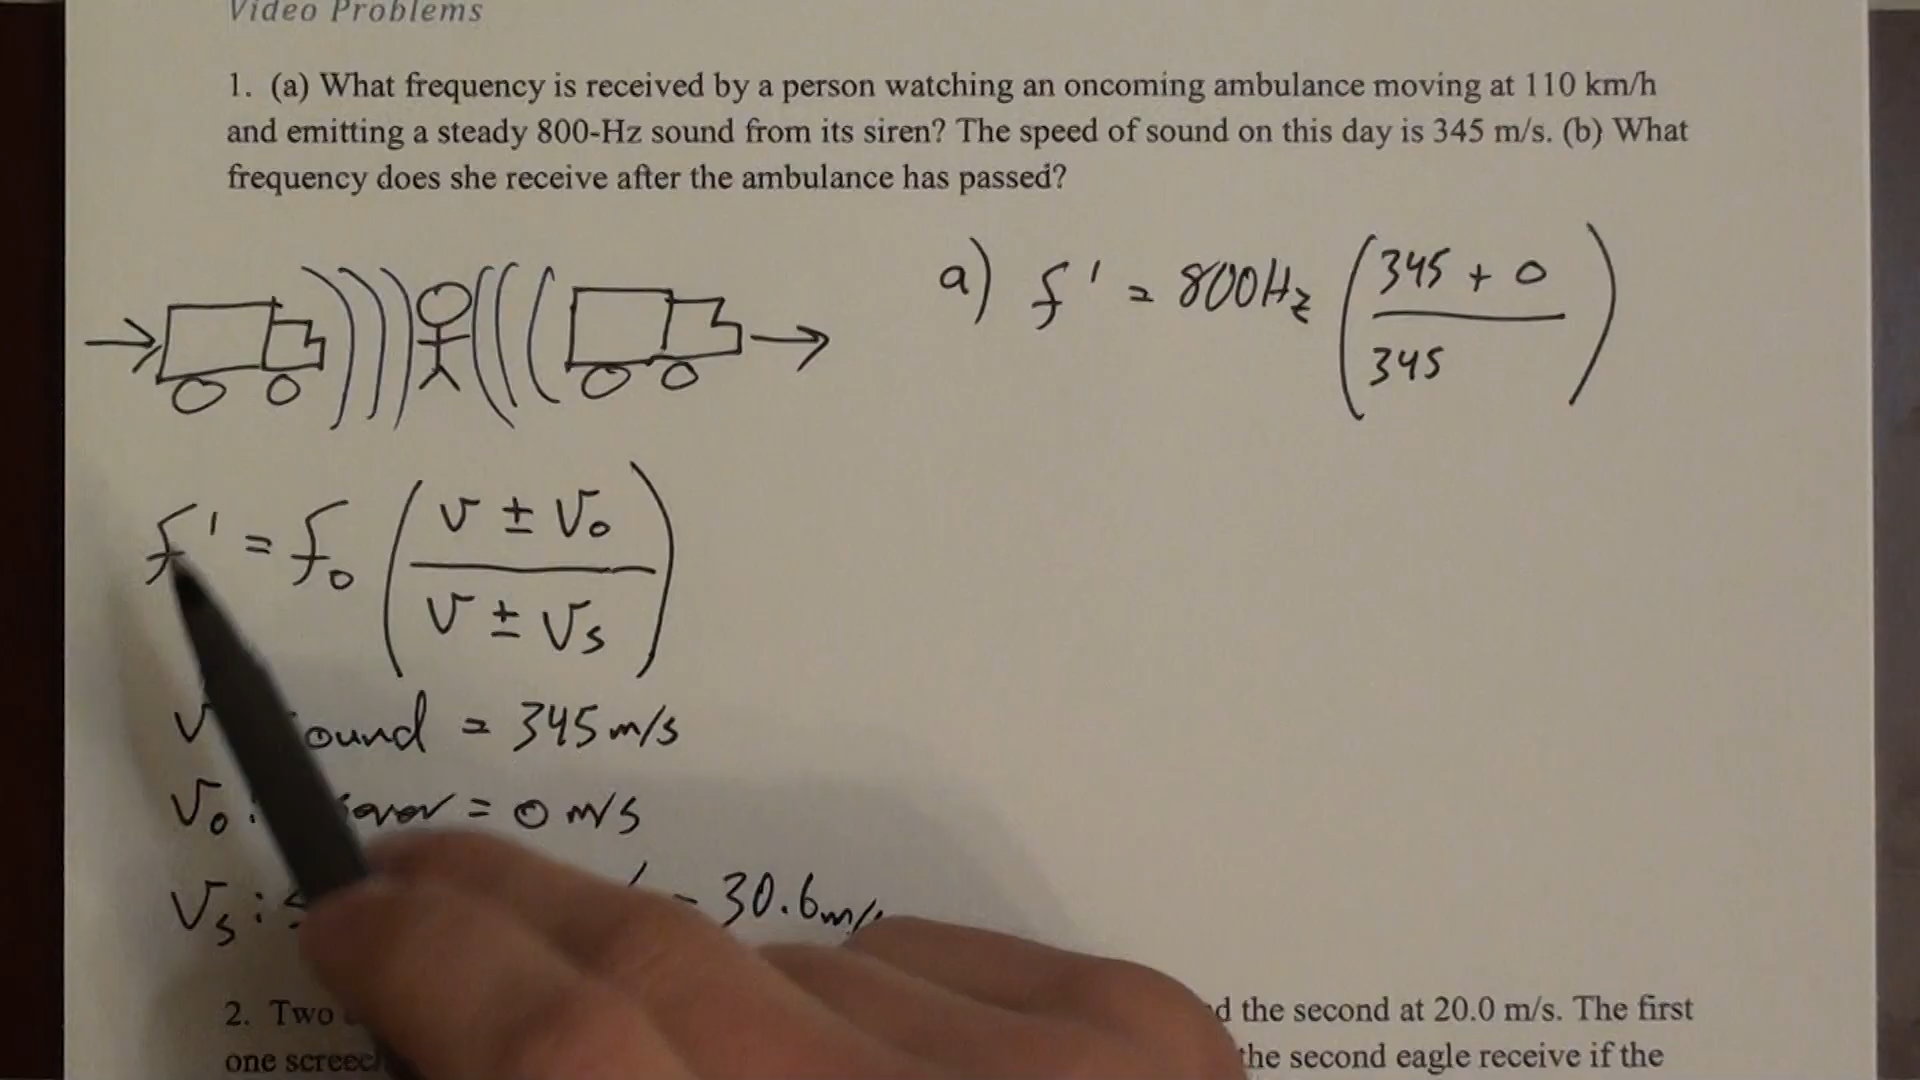 Video Problems
1. (a) What frequency is received by a person watching an oncoming ambulance moving at 110 km/h
and emitting a steady 800-Hz sound from its siren? The speed of sound on this day is 345 m/s. (b) What
frequency does she receive after the ambulance has passed?
a) f' = 800Hz (345 + 0 / 345)
f' = f₀ (v ± v₀ / v ± vₛ)
v ound = 345 m/s
v₀ : = 0 m/s
vₛ : 30.6 m/
2. Two d the second at 20.0 m/s. The first
one the second eagle receive if the